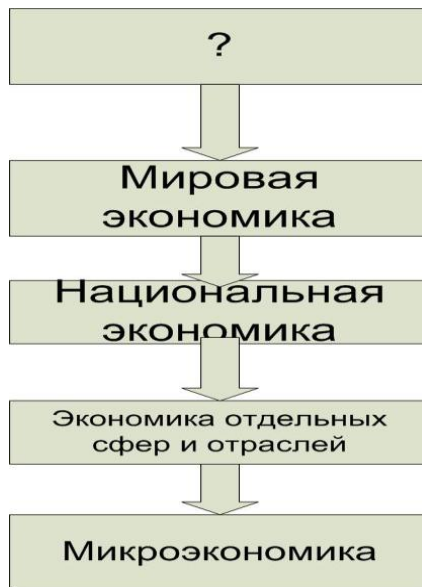 ?
Мировая
экономика
Национальная
экономика
Экономика отдельных
сфер и отраслей
Микроэкономика